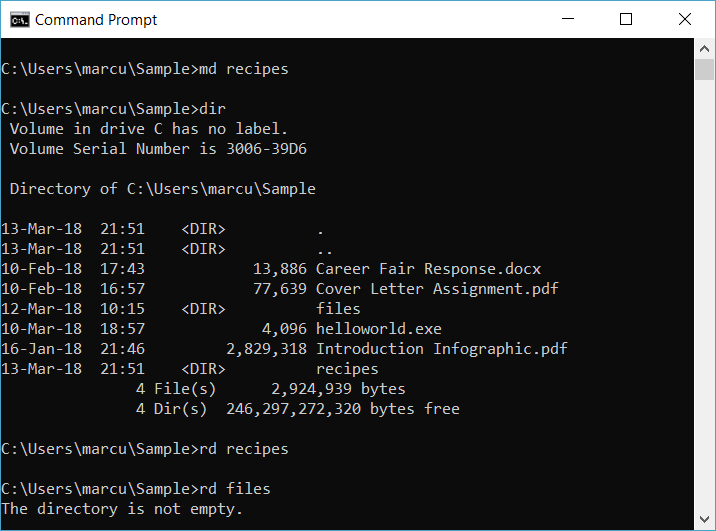 Command Prompt
C:\Users\marcu\Sample>md recipes
C:\Users\marcu\Sample>dir
 Volume in drive C has no label.
 Volume Serial Number is 3006-39D6
 Directory of C:\Users\marcu\Sample
13-Mar-18  21:51    <DIR>          .
13-Mar-18  21:51    <DIR>          ..
10-Feb-18  17:43            13,886 Career Fair Response.docx
10-Feb-18  16:57            77,639 Cover Letter Assignment.pdf
12-Mar-18  10:15    <DIR>          files
10-Mar-18  18:57             4,096 helloworld.exe
16-Jan-18  21:46         2,829,318 Introduction Infographic.pdf
13-Mar-18  21:51    <DIR>          recipes
               4 File(s)      2,924,939 bytes
               4 Dir(s)  246,297,272,320 bytes free
C:\Users\marcu\Sample>rd recipes
C:\Users\marcu\Sample>rd files
The directory is not empty.